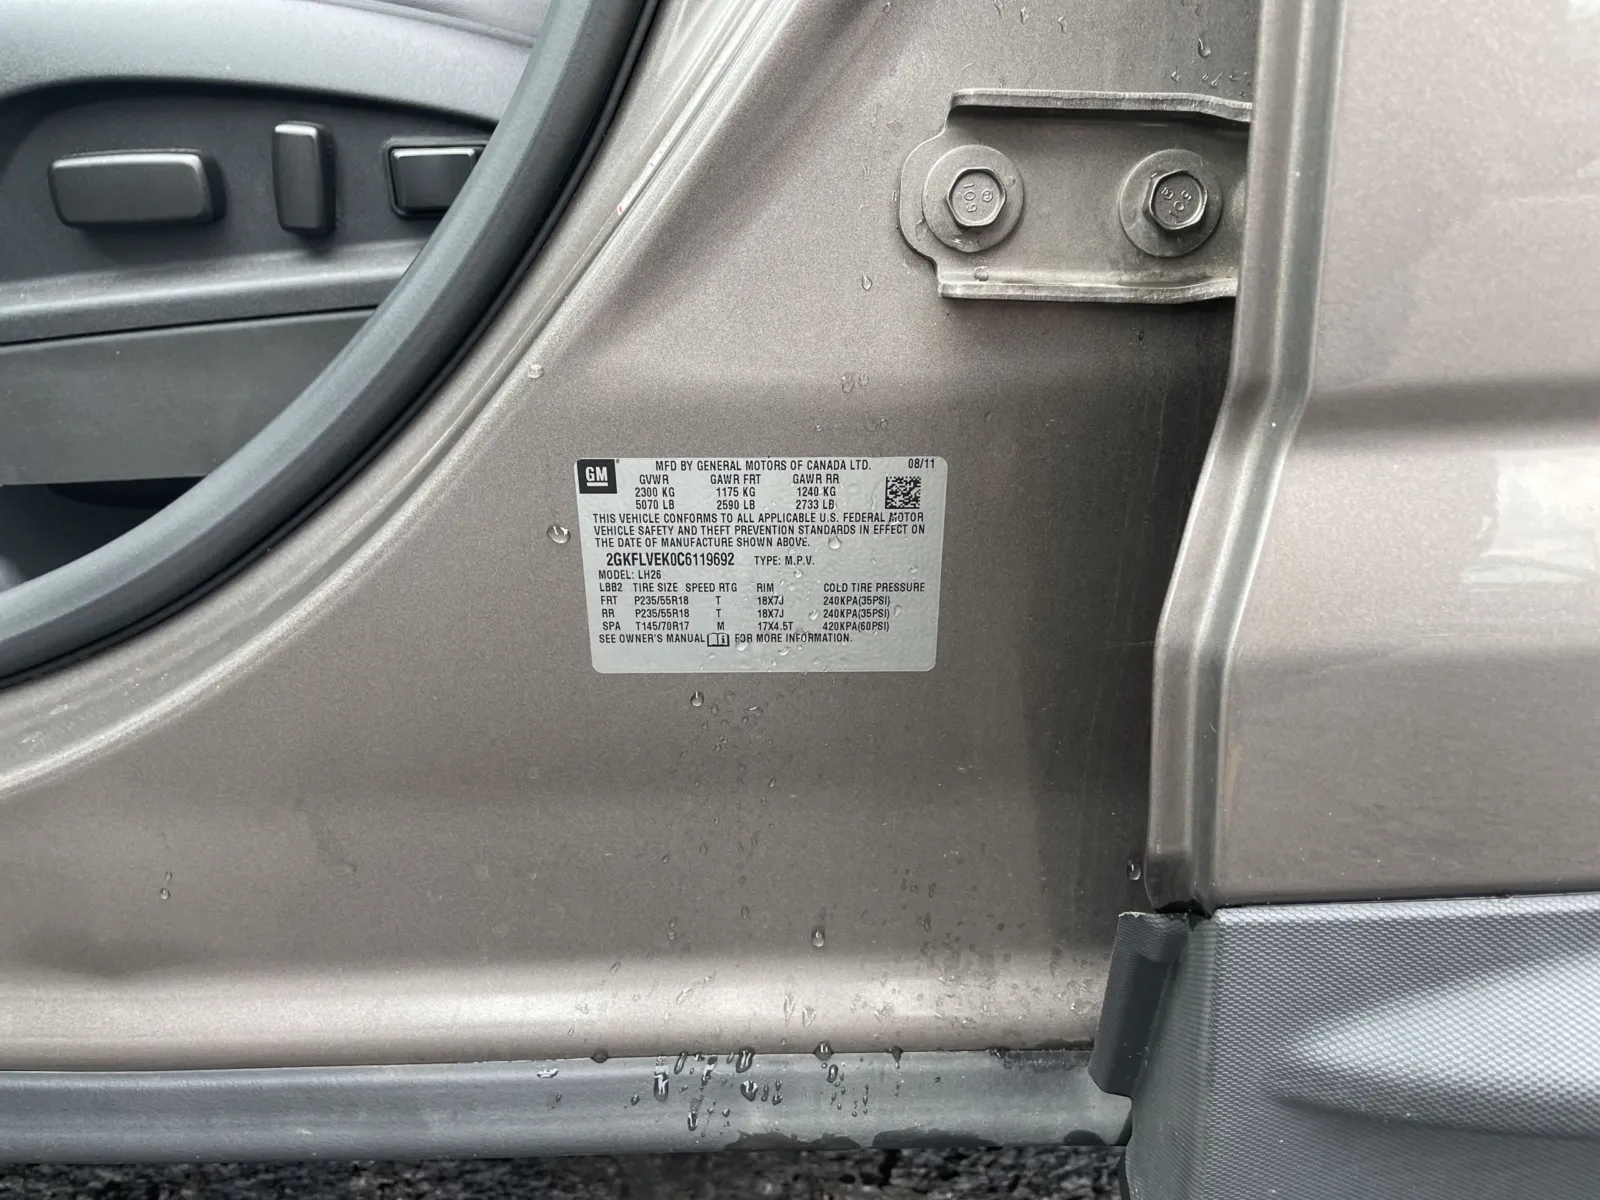 GM MFD BY GENERAL MOTORS OF CANADA LTD. 08/11
GVWR GAWR FRT GAWR RR
2300 KG 1175 KG 1240 KG
5070 LB 2590 LB 2733 LB
THIS VEHICLE CONFORMS TO ALL APPLICABLE U.S. FEDERAL MOTOR
VEHICLE SAFETY AND THEFT PREVENTION STANDARDS IN EFFECT ON
THE DATE OF MANUFACTURE SHOWN ABOVE.
2GKFLVEK0C6119692 TYPE: M.P.V.
MODEL: LH26
LBB2 TIRE SIZE SPEED RTG RIM COLD TIRE PRESSURE
FRT P235/55R18 T 18X7J 240KPA(35PSI)
RR P235/55R18 T 18X7J 240KPA(35PSI)
SPA T145/70R17 M 17X4.5T 420KPA(60PSI)
SEE OWNER'S MANUAL FOR MORE INFORMATION.